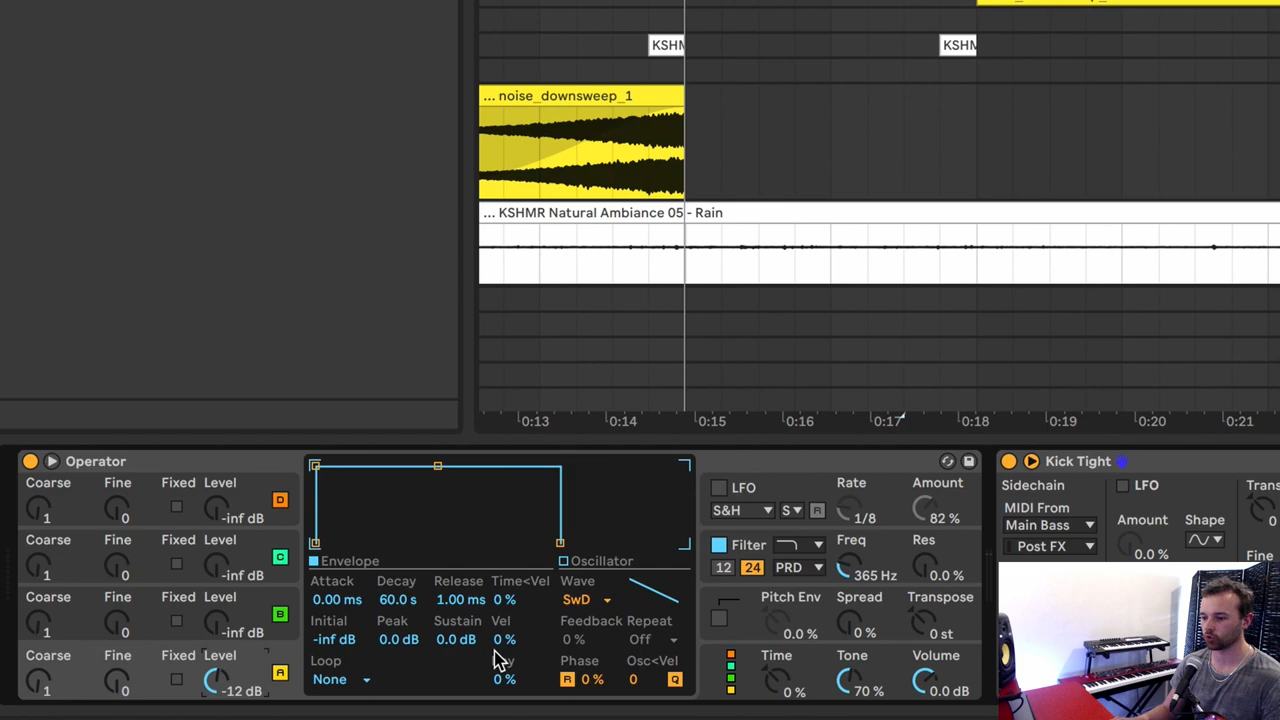 KSHM
KSHM
... noise_downsweep_1
... KSHMR Natural Ambiance 05 - Rain
0:13 0:14 0:15 0:16 0:17 0:18 0:19 0:20 0:21
Operator
Coarse Fine Fixed Level
1 0 -inf dB D
Coarse Fine Fixed Level
1 0 -inf dB C
Coarse Fine Fixed Level
1 0 -inf dB B
Coarse Fine Fixed Level
1 0 -12 dB A
Envelope Oscillator
Attack Decay Release Time<Vel Wave
0.00 ms 60.0 s 1.00 ms 0 % SwD
Initial Peak Sustain Vel Feedback Repeat
-inf dB 0.0 dB 0.0 dB 0 % 0 % Off
Loop Phase Osc<Vel
None 0 % R 0 % 0 Q
LFO Rate Amount
S&H S R 1/8 82 %
Filter Freq Res
12 24 PRD 365 Hz 0.0 %
Pitch Env Spread Transpose
0.0 % 0 % 0 st
Time Tone Volume
0 % 70 % 0.0 dB
Kick Tight
Sidechain LFO
MIDI From
Main Bass Amount Shape
Post FX 0.0 %
Fine